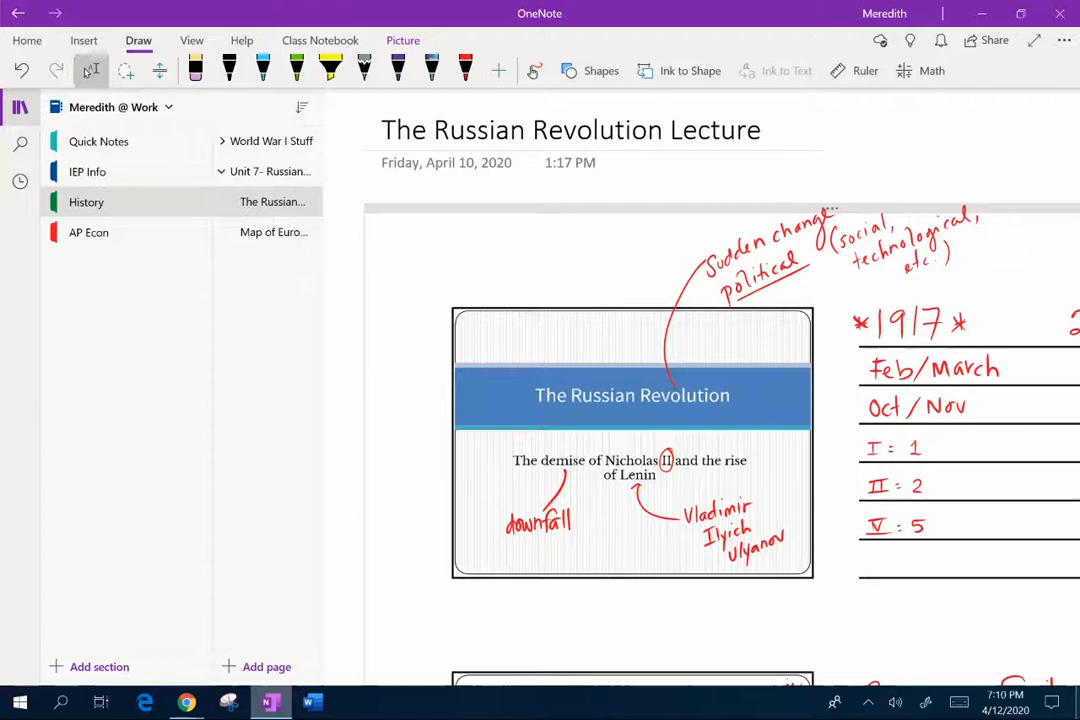 OneNote
Meredith
Home
Insert
Draw
View
Help
Class Notebook
Picture
Share
Shapes
Ink to Shape
Ink to Text
Ruler
Math
Meredith @ Work
Quick Notes
IEP Info
History
AP Econ
World War I Stuff
Unit 7- Russian...
The Russian...
Map of Euro...
Add section
Add page
The Russian Revolution Lecture
Friday, April 10, 2020 1:17 PM
Sudden change
political
(social,
technological,
etc.)
The Russian Revolution
The demise of Nicholas II and the rise
of Lenin
downfall
Vladimir
Ilyich
Ulyanov
*1917*
Feb/March
Oct/Nov
I = 1
II = 2
V = 5
7:10 PM
4/12/2020